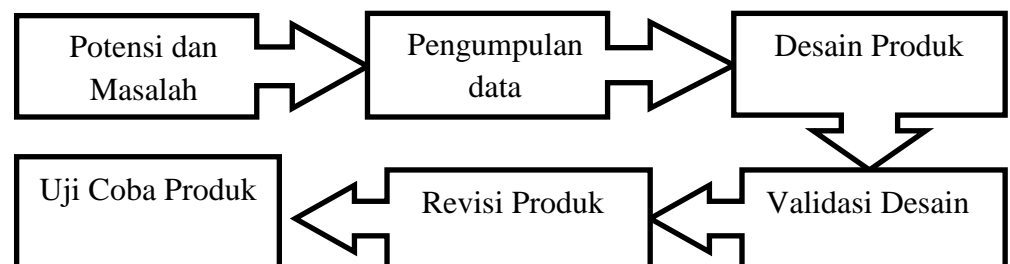 Potensi dan
Masalah
Pengumpulan
data
Desain Produk
Validasi Desain
Revisi Produk
Uji Coba Produk